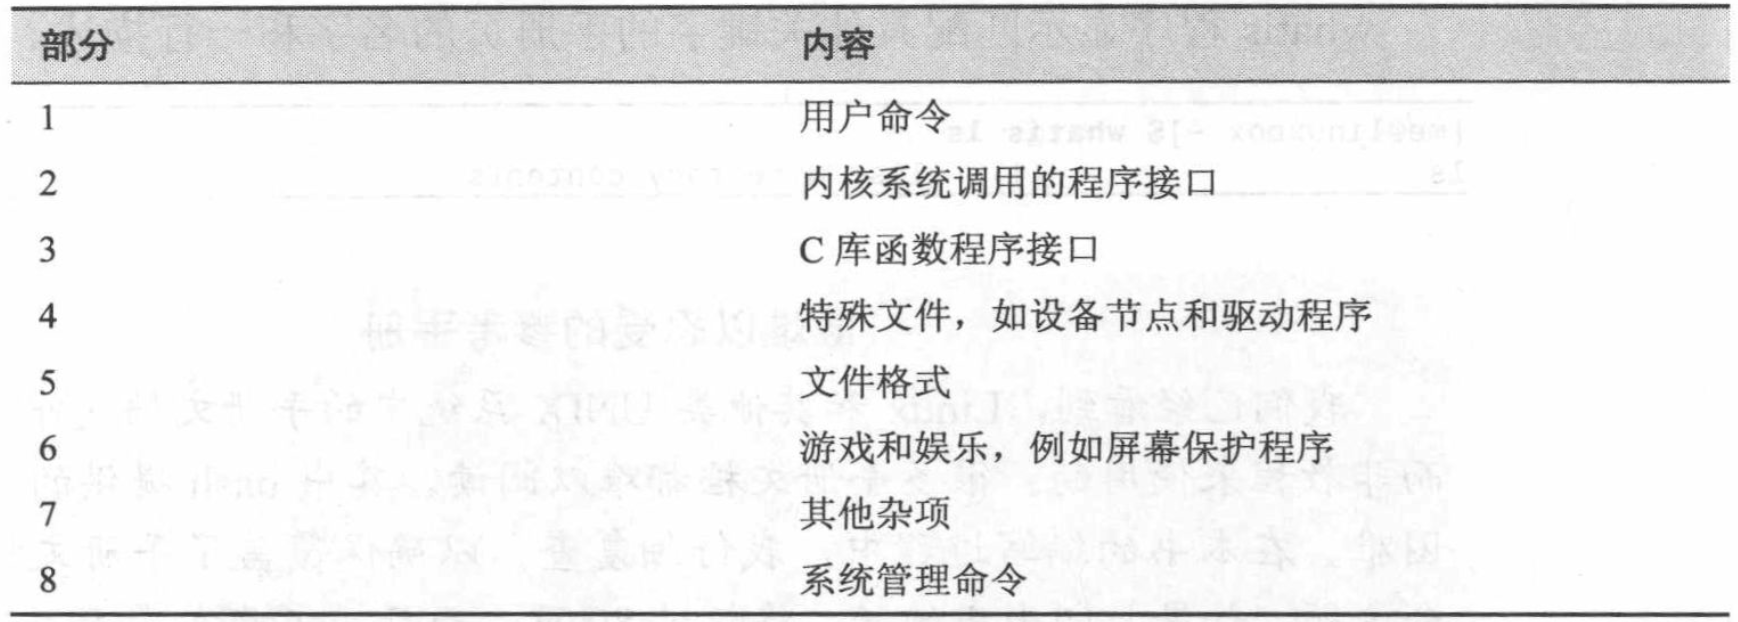 部分 内容
1 用户命令
2 内核系统调用的程序接口
3 C 库函数程序接口
4 特殊文件，如设备节点和驱动程序
5 文件格式
6 游戏和娱乐，例如屏幕保护程序
7 其他杂项
8 系统管理命令